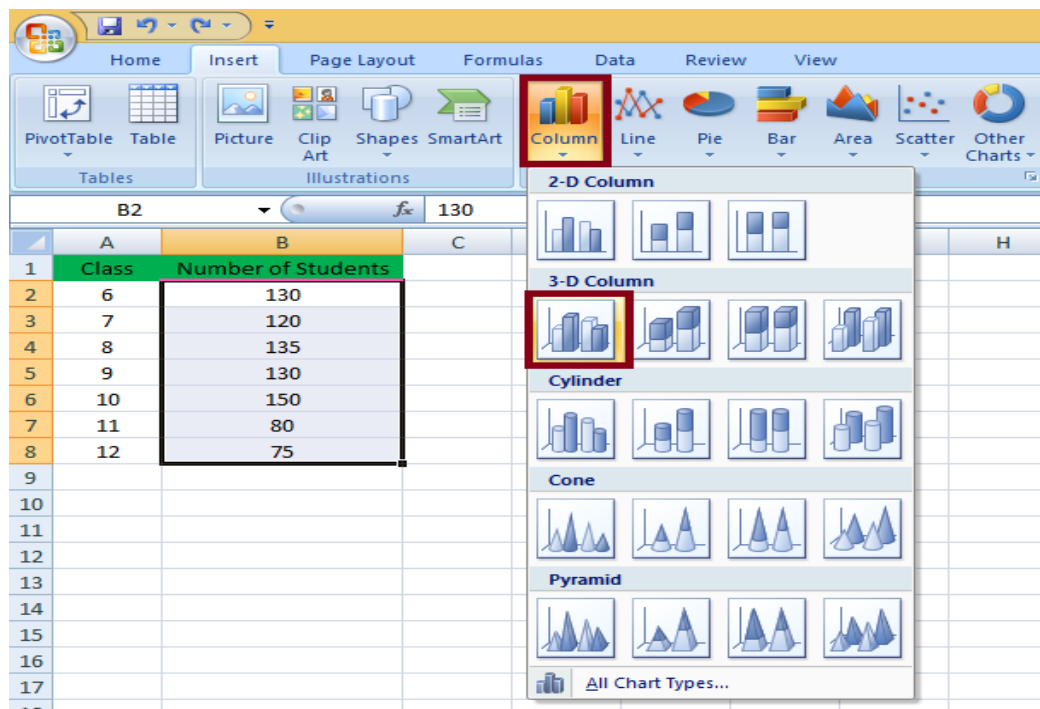 Home Insert Page Layout Formulas Data Review View
PivotTable Table Picture Clip Art Shapes SmartArt Column Line Pie Bar Area Scatter Other Charts
Tables Illustrations
B2 fx 130
A B C H
1 Class Number of Students
2 6 130
3 7 120
4 8 135
5 9 130
6 10 150
7 11 80
8 12 75
9
10
11
12
13
14
15
16
17
2-D Column
3-D Column
Cylinder
Cone
Pyramid
All Chart Types...